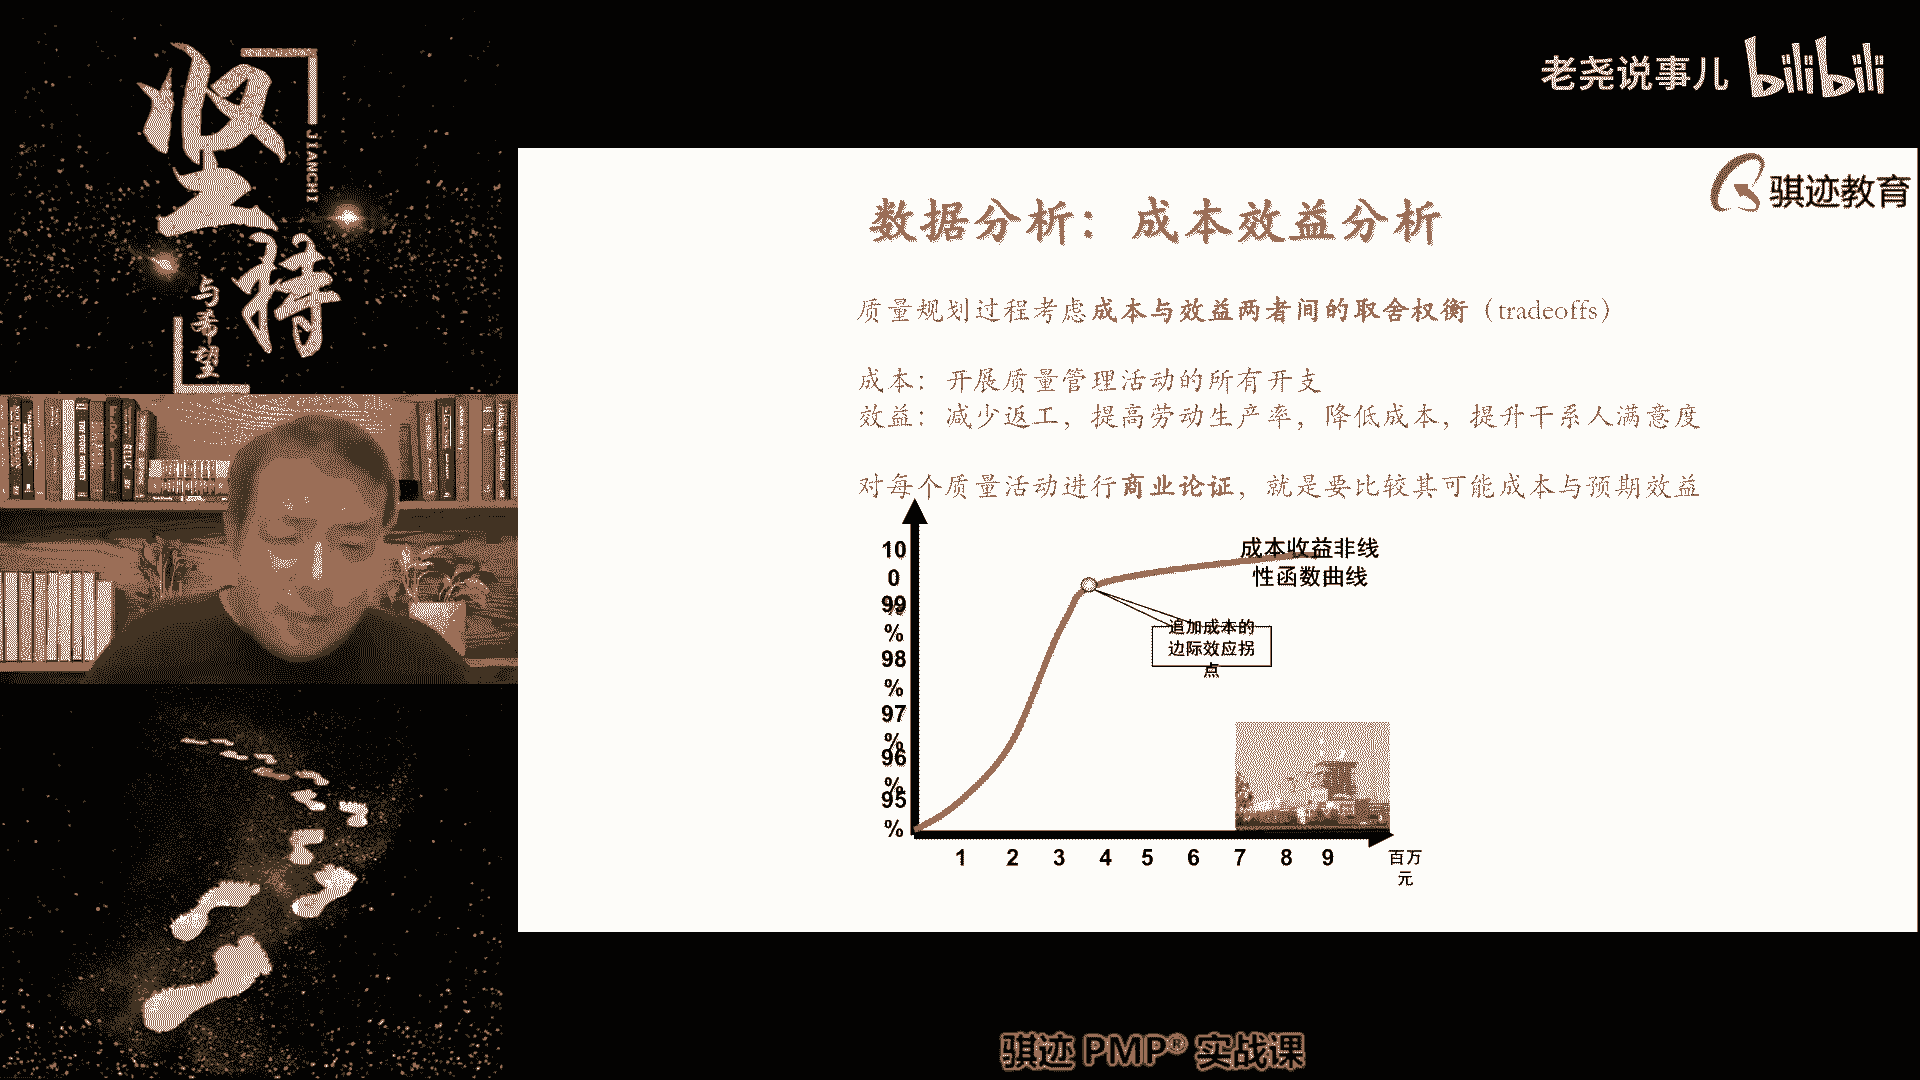 坚持
JIANCHI
与希望
老尧说事儿 bilibili
骐迹教育
数据分析：成本效益分析
质量规划过程考虑成本与效益两者间的取舍权衡（tradeoffs）
成本：开展质量管理活动的所有开支
效益：减少返工，提高劳动生产率，降低成本，提升干系人满意度
对每个质量活动进行商业论证，就是要比较其可能成本与预期效益
10
0
%
99
%
98
%
97
%
96
%
95
%
成本收益非线
性函数曲线
追加成本的
边际效应拐
点
1 2 3 4 5 6 7 8 9
百万
元
骐迹 PMP® 实战课